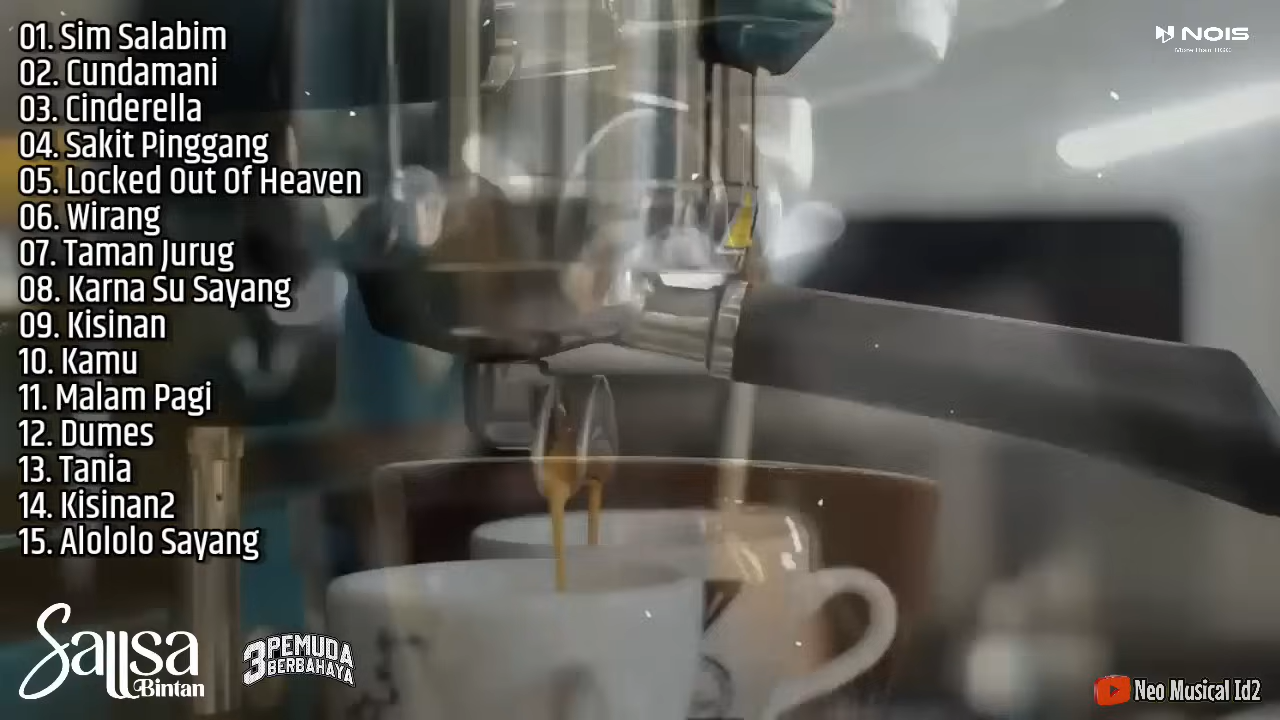 01. Sim Salabim
02. Cundamani
03. Cinderella
04. Sakit Pinggang
05. Locked Out Of Heaven
06. Wirang
07. Taman Jurug
08. Karna Su Sayang
09. Kisinan
10. Kamu
11. Malam Pagi
12. Dumes
13. Tania
14. Kisinan2
15. Alololo Sayang
Sallsa
Bintan
3 PEMUDA
BERBAHAYA
NOIS
Neo Musical Id2